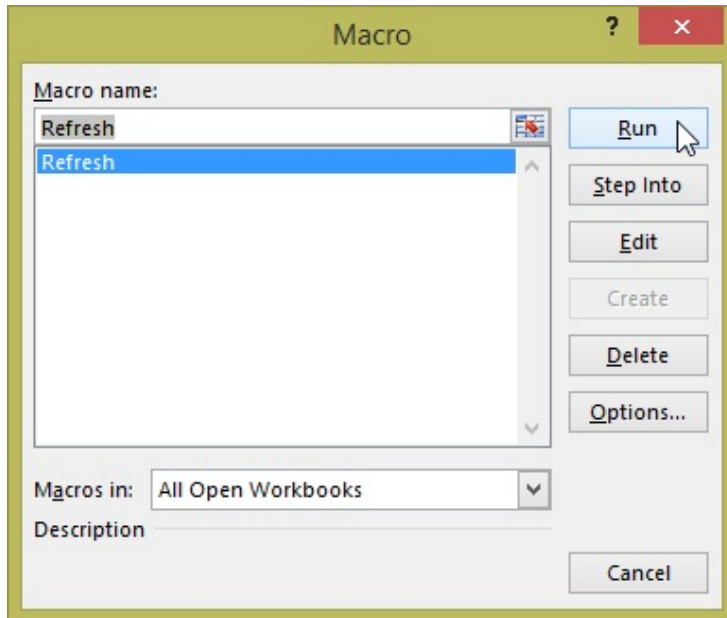 Macro
?
Macro name:
Refresh
Run
Refresh
Step Into
Edit
Create
Delete
Options...
Macros in: All Open Workbooks
Description
Cancel